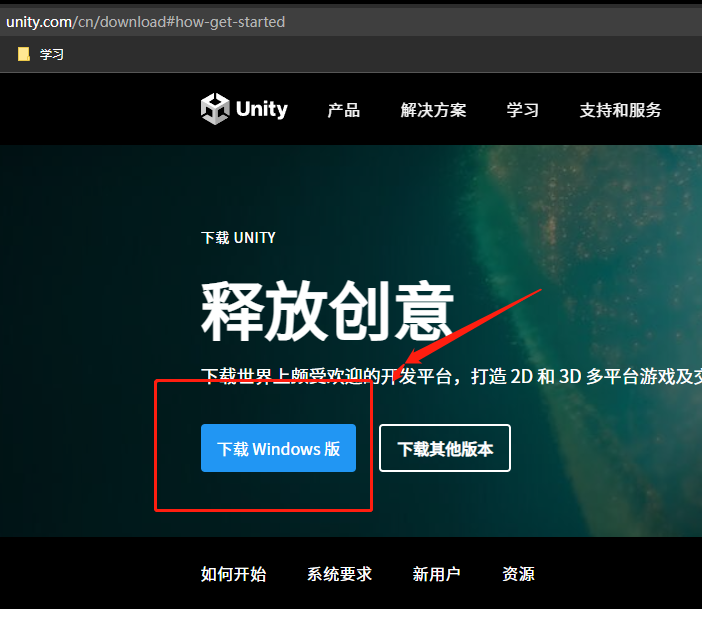 unity.com/cn/download#how-get-started
学习
Unity 产品 解决方案 学习 支持和服务
下载 UNITY
释放创意
下载世界上颇受欢迎的开发平台，打造 2D 和 3D 多平台游戏及交
下载 Windows 版 下载其他版本
如何开始 系统要求 新用户 资源